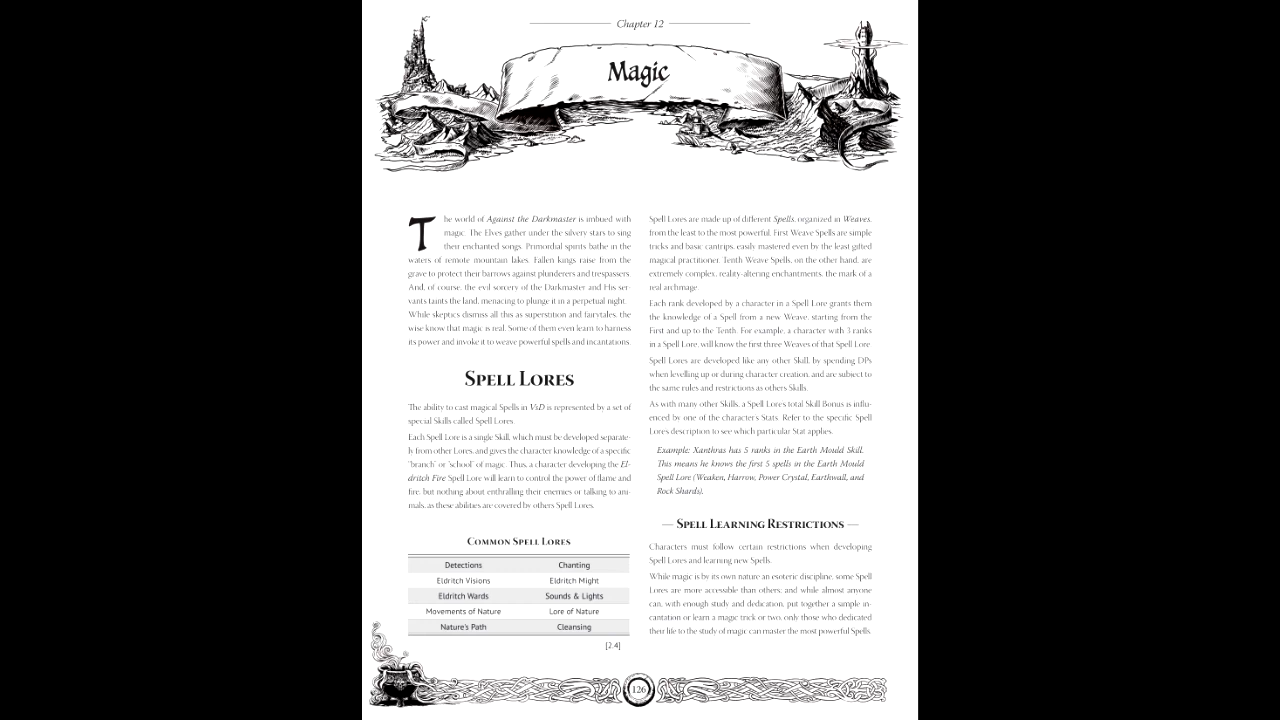 Chapter 12
Magic
The world of Against the Darkmaster is imbued with
magic. The Elves gather under the silvery stars to sing
their enchanted songs. Primordial spirits bathe in the
waters of remote mountain lakes. Fallen kings raise from the
grave to protect their barrows against plunderers and trespassers.
And, of course, the evil sorcery of the Darkmaster and His ser-
vants taints the land, menacing to plunge it in a perpetual night.
While skeptics dismiss all this as superstition and fairytales, the
wise know that magic is real. Some of them even learn to harness
its power and invoke it to weave powerful spells and incantations.
Spell Lores
The ability to cast magical Spells in VsD is represented by a set of
special Skills called Spell Lores.
Each Spell Lore is a single Skill, which must be developed separate-
ly from other Lores, and gives the character knowledge of a specific
"branch" or "school" of magic. Thus, a character developing the El-
dritch Fire Spell Lore will learn to control the power of flame and
fire, but nothing about enthralling their enemies or talking to ani-
mals, as these abilities are covered by others Spell Lores.
Common Spell Lores
Detections Chanting
Eldritch Visions Eldritch Might
Eldritch Wards Sounds & Lights
Movements of Nature Lore of Nature
Nature's Path Cleansing
[2.4]
Spell Lores are made up of different Spells, organized in Weaves,
from the least to the most powerful. First Weave Spells are simple
tricks and basic cantrips, easily mastered even by the least gifted
magical practitioner. Tenth Weave Spells, on the other hand, are
extremely complex, reality-altering enchantments, the mark of a
real archmage.
Each rank developed by a character in a Spell Lore grants them
the knowledge of a Spell from a new Weave, starting from the
First and up to the Tenth. For example, a character with 3 ranks
in a Spell Lore, will know the first three Weaves of that Spell Lore.
Spell Lores are developed like any other Skill, by spending DPs
when levelling up or during character creation, and are subject to
the same rules and restrictions as others Skills.
As with many other Skills, a Spell Lore's total Skill Bonus is influ-
enced by one of the character's Stats. Refer to the specific Spell
Lore's description to see which particular Stat applies.
Example: Xanthras has 5 ranks in the Earth Mould Skill.
This means he knows the first 5 spells in the Earth Mould
Spell Lore (Weaken, Harrow, Power Crystal, Earthwall, and
Rock Shards).
— Spell Learning Restrictions —
Characters must follow certain restrictions when developing
Spell Lores and learning new Spells.
While magic is by its own nature an esoteric discipline, some Spell
Lores are more accessible than others; and while almost anyone
can, with enough study and dedication, put together a simple in-
cantation or learn a magic trick or two, only those who dedicated
their life to the study of magic can master the most powerful Spells.
126